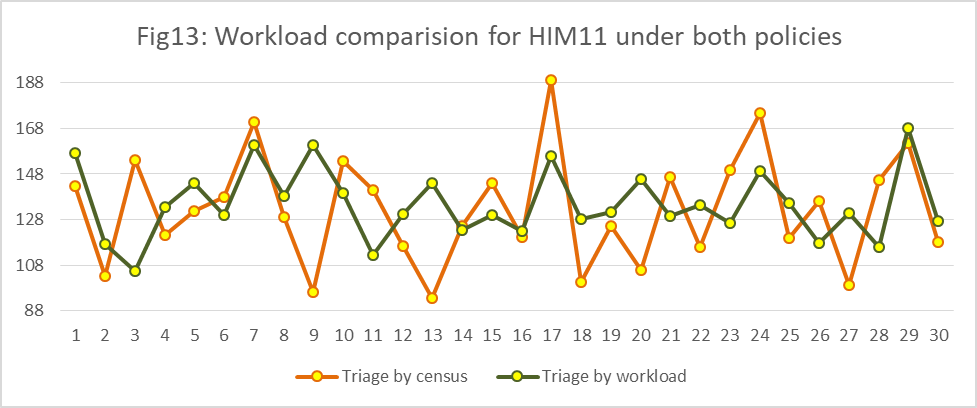 Fig13: Workload comparision for HIM11 under both policies
188
168
148
128
108
88
1 2 3 4 5 6 7 8 9 10 11 12 13 14 15 16 17 18 19 20 21 22 23 24 25 26 27 28 29 30
Triage by census Triage by workload